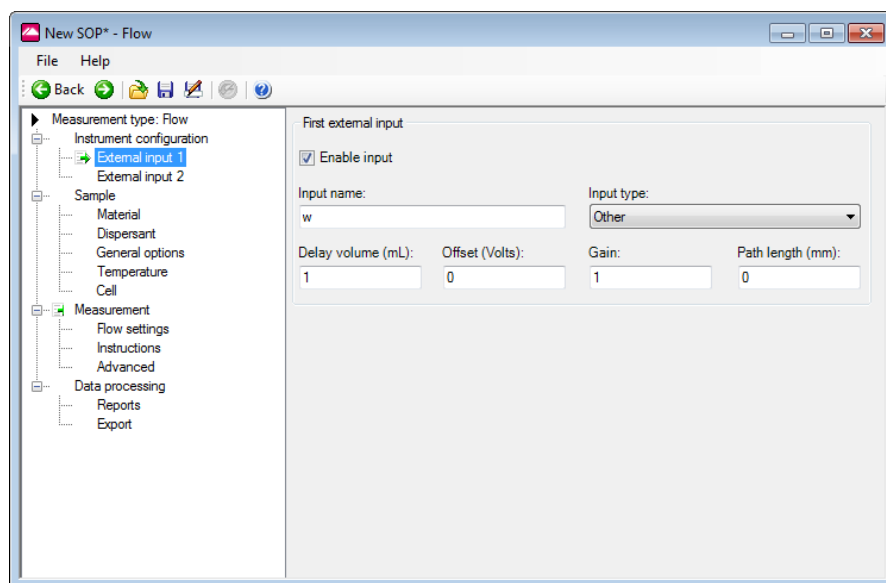 New SOP* - Flow
File Help
Back
Measurement type: Flow
Instrument configuration
External input 1
External input 2
Sample
Material
Dispersant
General options
Temperature
Cell
Measurement
Flow settings
Instructions
Advanced
Data processing
Reports
Export
First external input
Enable input
Input name: Input type:
w Other
Delay volume (mL): Offset (Volts): Gain: Path length (mm):
1 0 1 0